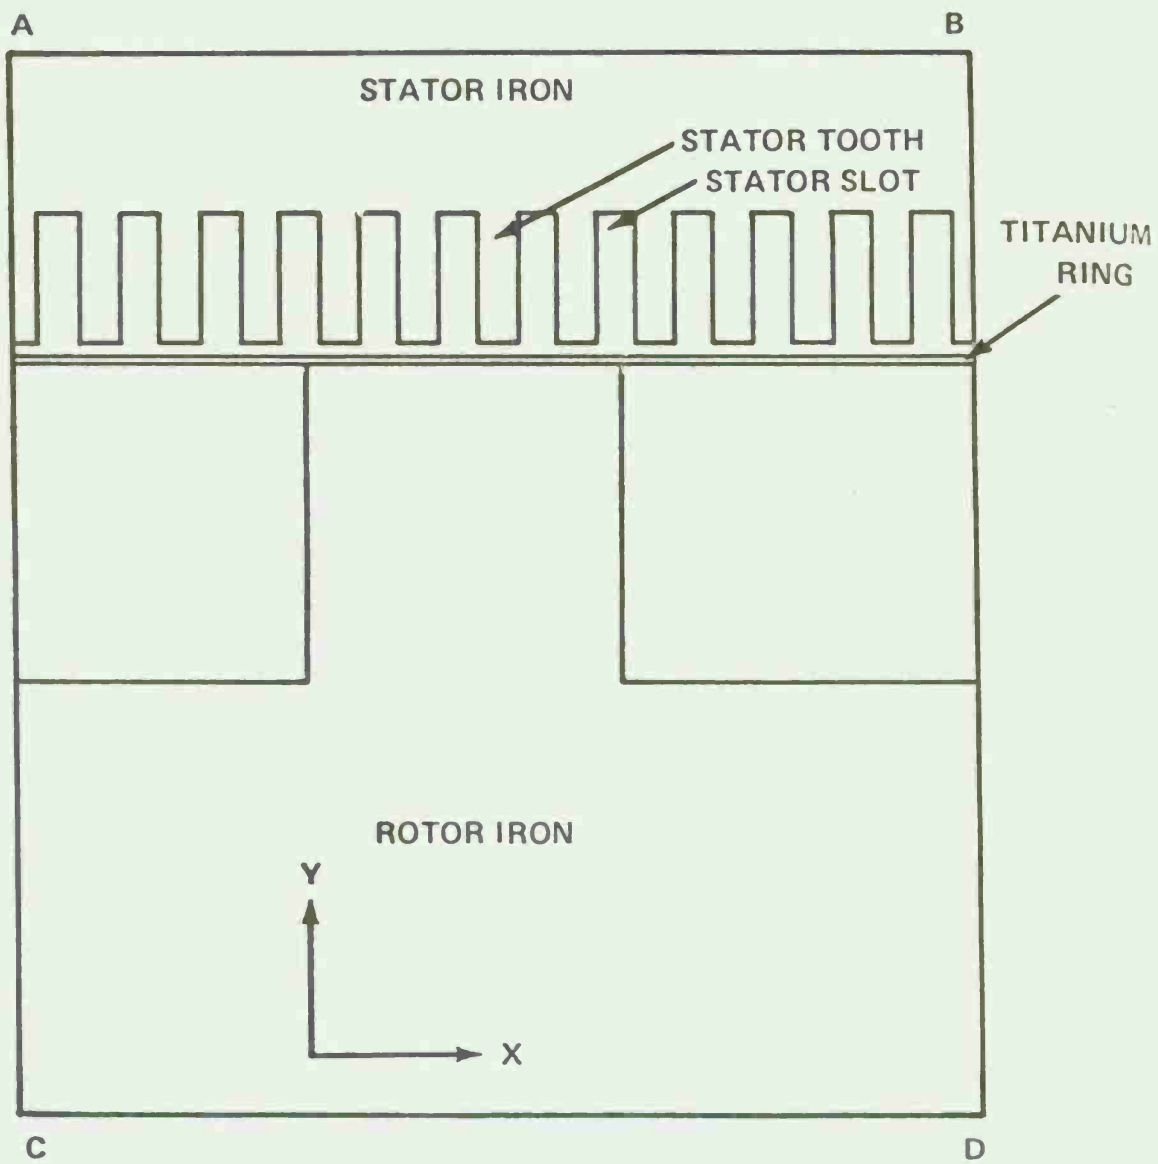 A
B
STATOR IRON
STATOR TOOTH
STATOR SLOT
TITANIUM
RING
ROTOR IRON
Y
X
C
D